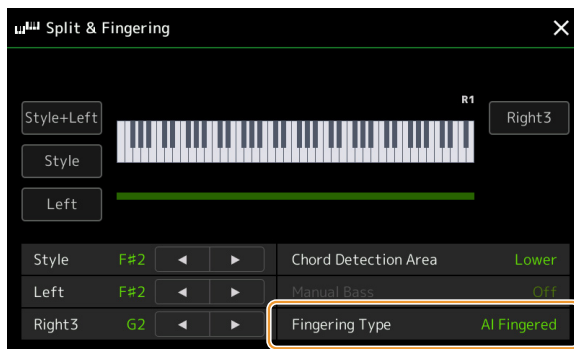 Split & Fingering
R1
Style+Left
Right3
Style
Left
Style F#2 Chord Detection Area Lower
Left F#2 Manual Bass Off
Right3 G2 Fingering Type AI Fingered